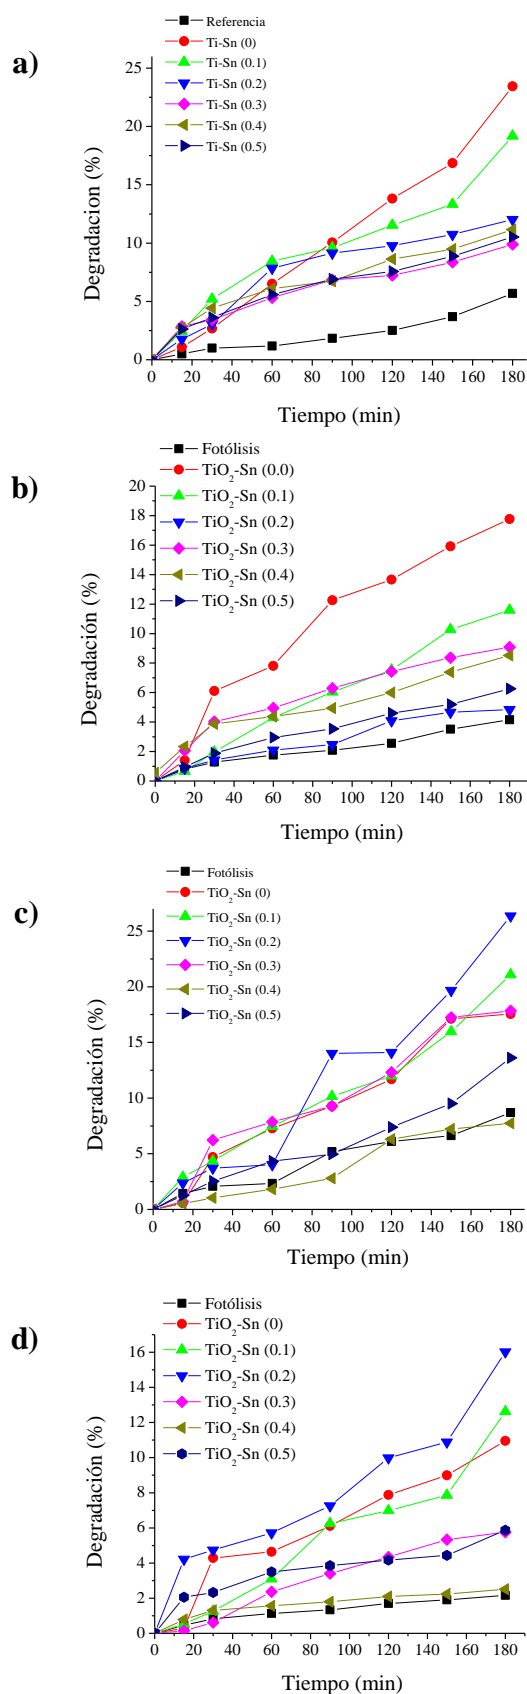 a)
Referencia
Ti-Sn (0)
Ti-Sn (0.1)
Ti-Sn (0.2)
Ti-Sn (0.3)
Ti-Sn (0.4)
Ti-Sn (0.5)
Degradacion (%)
25
20
15
10
5
0
0 20 40 60 80 100 120 140 160 180
Tiempo (min)
b)
Fotólisis
TiO2-Sn (0.0)
TiO2-Sn (0.1)
TiO2-Sn (0.2)
TiO2-Sn (0.3)
TiO2-Sn (0.4)
TiO2-Sn (0.5)
Degradación (%)
20
18
16
14
12
10
8
6
4
2
0
0 20 40 60 80 100 120 140 160 180
Tiempo (min)
c)
Fotólisis
TiO2-Sn (0)
TiO2-Sn (0.1)
TiO2-Sn (0.2)
TiO2-Sn (0.3)
TiO2-Sn (0.4)
TiO2-Sn (0.5)
Degradación (%)
25
20
15
10
5
0
0 20 40 60 80 100 120 140 160 180
Tiempo (min)
d)
Fotólisis
TiO2-Sn (0)
TiO2-Sn (0.1)
TiO2-Sn (0.2)
TiO2-Sn (0.3)
TiO2-Sn (0.4)
TiO2-Sn (0.5)
Degradación (%)
16
14
12
10
8
6
4
2
0
0 20 40 60 80 100 120 140 160 180
Tiempo (min)